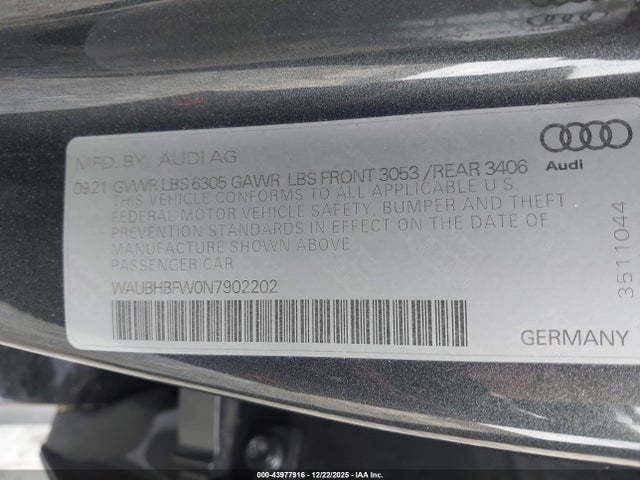 MFD. BY AUDI AG
09.21 GVWR LBS 6305 GAWR LBS FRONT 3053 /REAR 3406
THIS VEHICLE CONFORMS TO ALL APPLICABLE U.S.
FEDERAL MOTOR VEHICLE SAFETY, BUMPER AND THEFT
PREVENTION STANDARDS IN EFFECT ON THE DATE OF
MANUFACTURE SHOWN ABOVE.
PASSENGER CAR
WAUBHBFW0N7902202
Audi
3511044
GERMANY
000-43977916 - 12/22/2025 - IAA Inc.